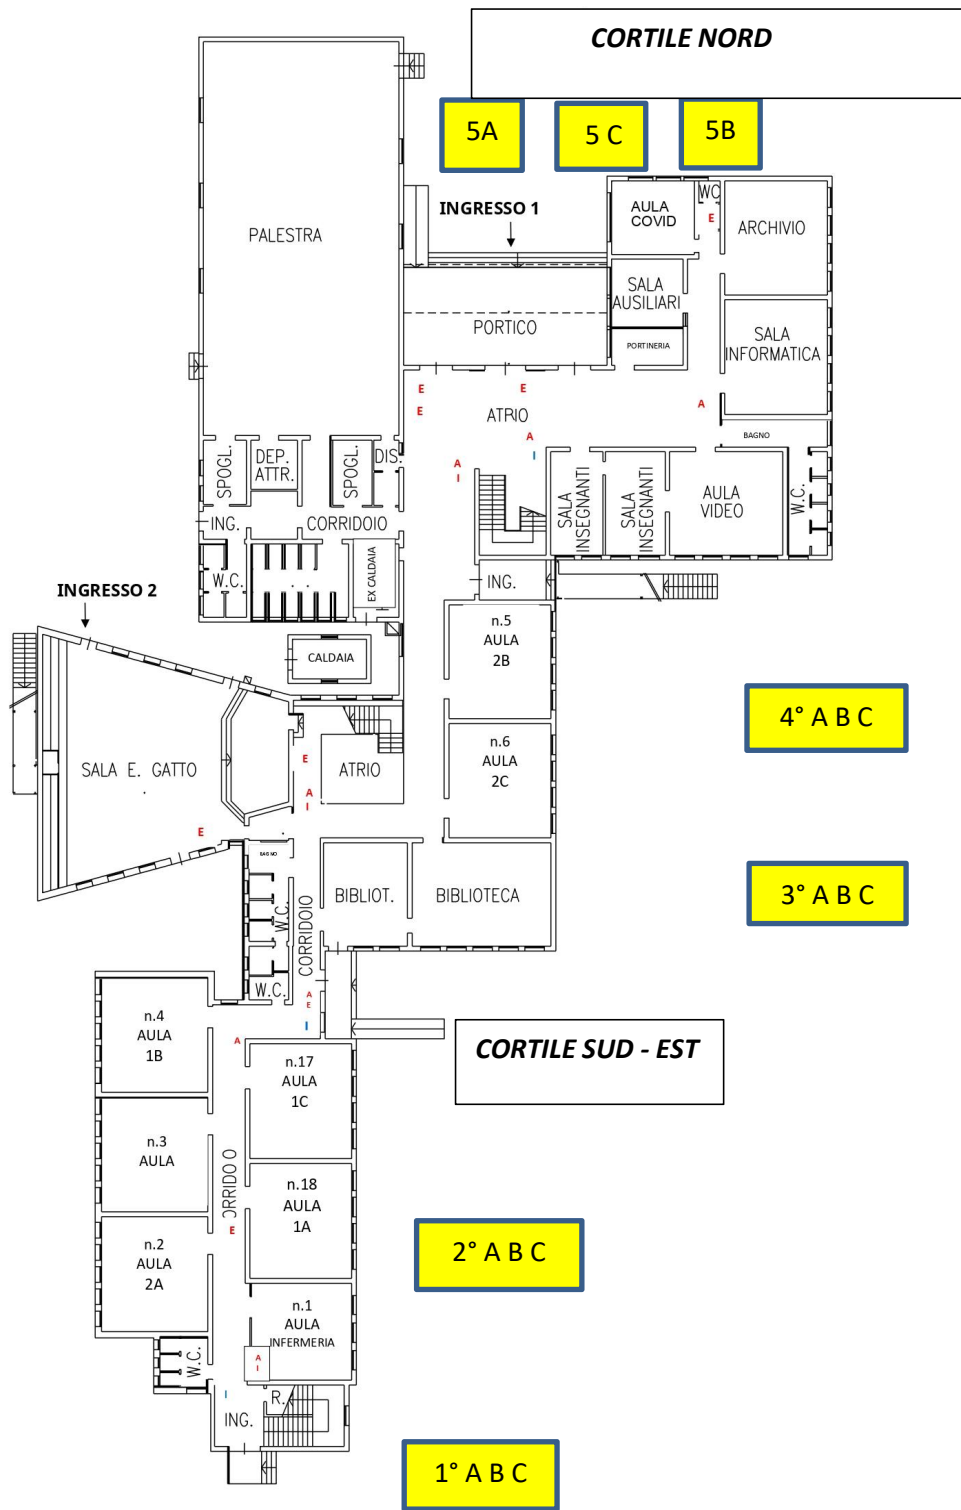 CORTILE NORD
5A
5 C
5B
INGRESSO 1
AULA
COVID
WC
E
ARCHIVIO
PALESTRA
SALA
AUSILIARI
PORTICO
PORTINERIA
SALA
INFORMATICA
E
E
E
ATRIO
A
A
I
A
I
BAGNO
SPOGL.
DEP.
ATTR.
SPOGL.
DIS.
SALA
INSEGNANTI
SALA
INSEGNANTI
AULA
VIDEO
W.C.
ING.
CORRIDOIO
W.C.
EX CALDAIA
ING.
INGRESSO 2
n.5
AULA
2B
CALDAIA
4° A B C
n.6
AULA
2C
SALA E. GATTO
E
ATRIO
A
I
E
BAGNO
W.C.
CORRIDOIO
BIBLIOT.
BIBLIOTECA
3° A B C
W.C.
A
E
I
n.4
AULA
1B
A
CORTILE SUD - EST
n.17
AULA
1C
n.3
AULA
ORRIDO O
n.18
AULA
1A
E
n.2
AULA
2A
2° A B C
n.1
AULA
INFERMERIA
W.C.
A
I
I
R.
ING.
1° A B C